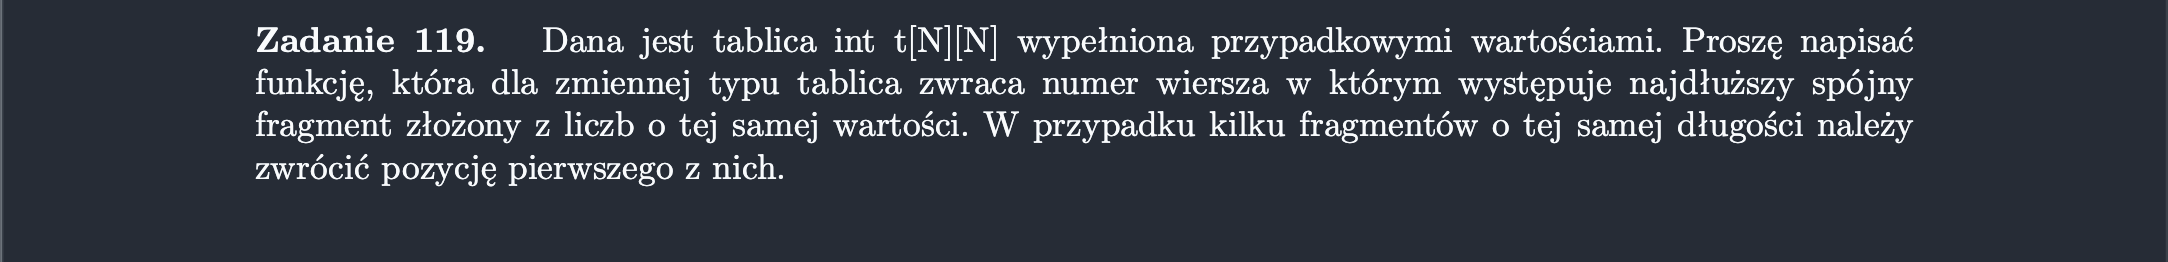 Zadanie 119. Dana jest tablica int t[N][N] wypełniona przypadkowymi wartościami. Proszę napisać
funkcję, która dla zmiennej typu tablica zwraca numer wiersza w którym występuje najdłuższy spójny
fragment złożony z liczb o tej samej wartości. W przypadku kilku fragmentów o tej samej długości należy
zwrócić pozycję pierwszego z nich.